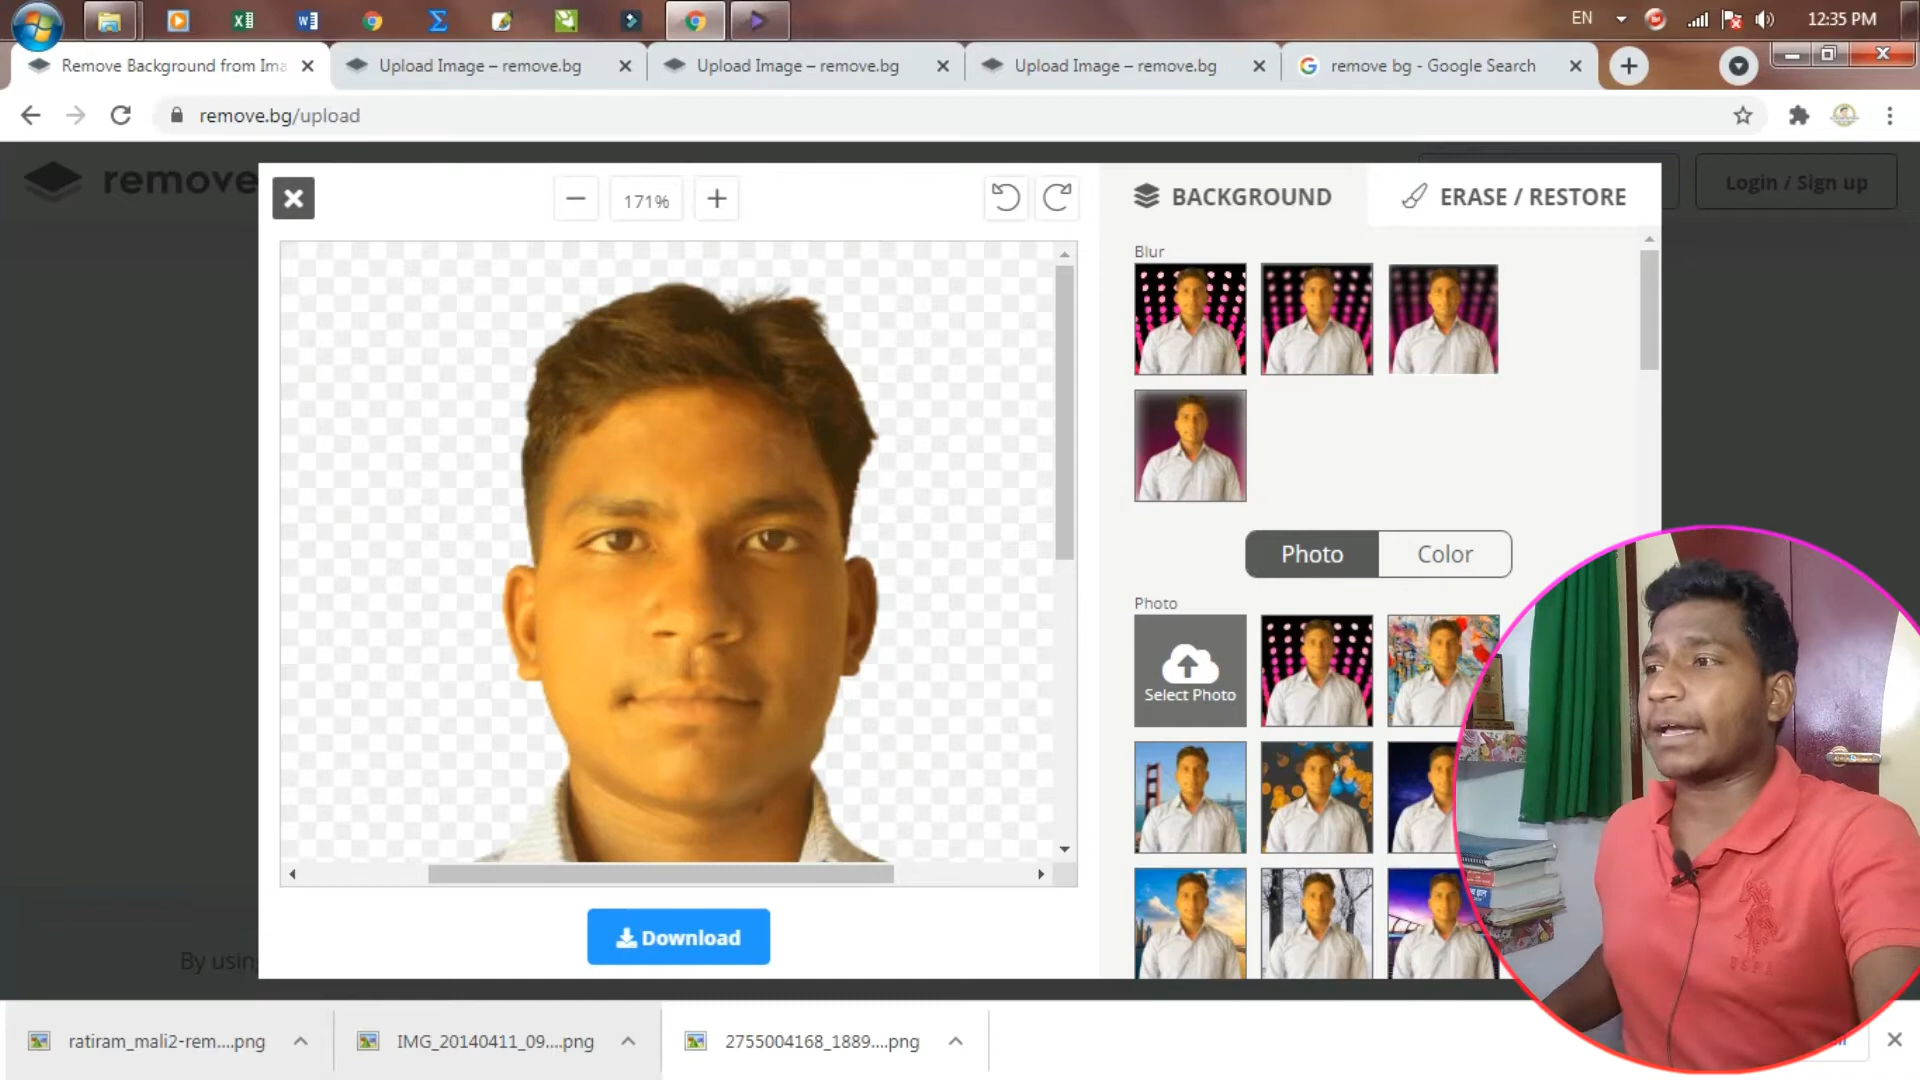 EN
12:35 PM
Remove Background from Ima
Upload Image – remove.bg
Upload Image – remove.bg
Upload Image – remove.bg
remove bg - Google Search
remove.bg/upload
remove
Login / Sign up
171%
BACKGROUND
ERASE / RESTORE
Blur
Photo
Color
Photo
Select Photo
Download
By using
ratiram_mali2-rem....png
IMG_20140411_09....png
2755004168_1889....png